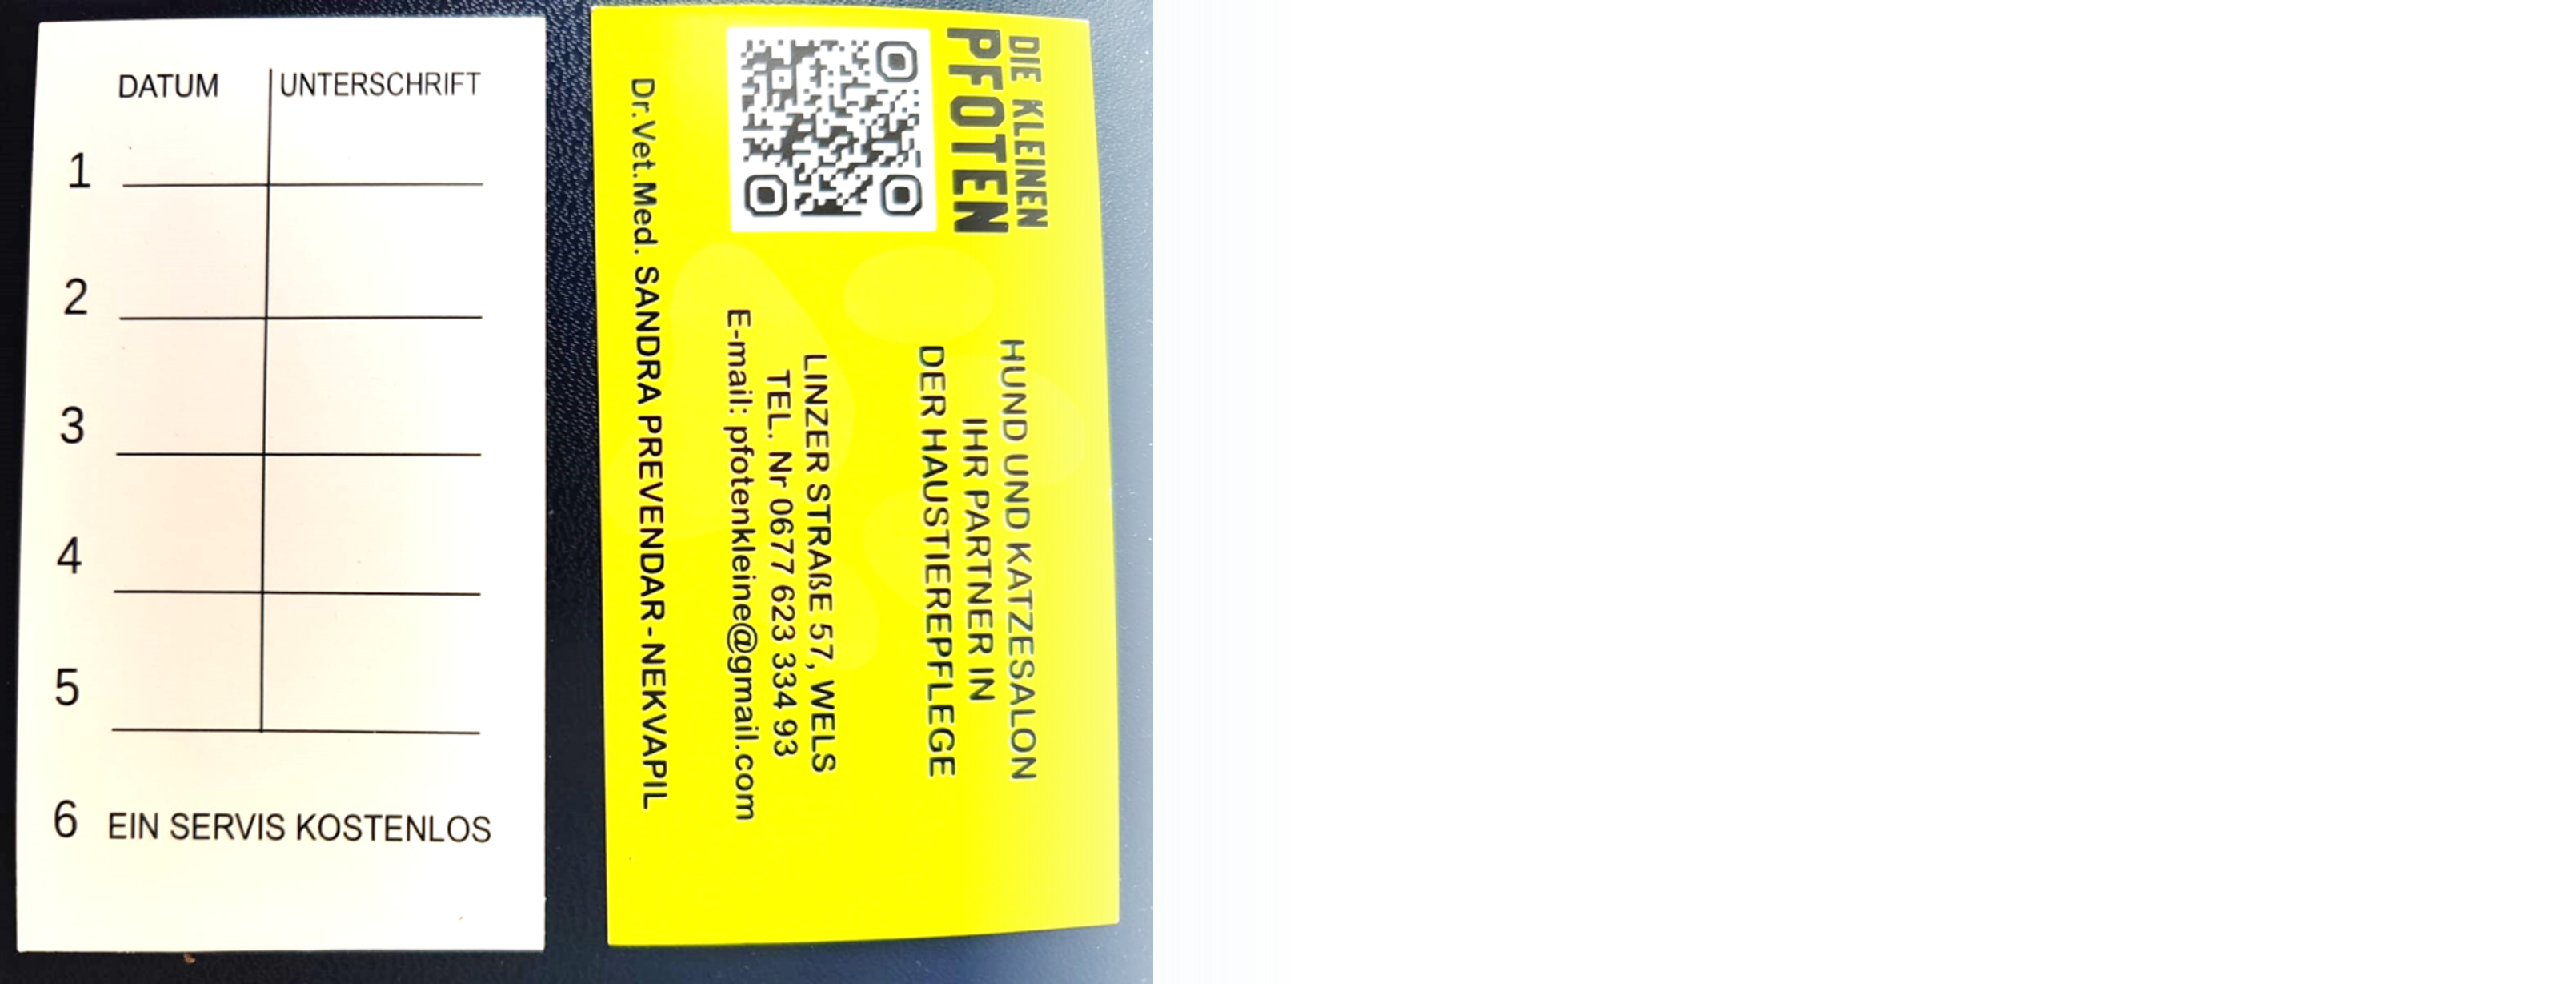 DATUM UNTERSCHRIFT
1
2
3
4
5
6 EIN SERVIS KOSTENLOS
DIE KLEINEN
PFOTEN
HUND UND KATZESALON
IHR PARTNER IN
DER HAUSTIEREPFLEGE
LINZER STRAßE 57, WELS
TEL. Nr 0677 623 334 93
E-mail: pfotenkleine@gmail.com
Dr.Vet.Med. SANDRA PREVENDAR-NEKVAPIL